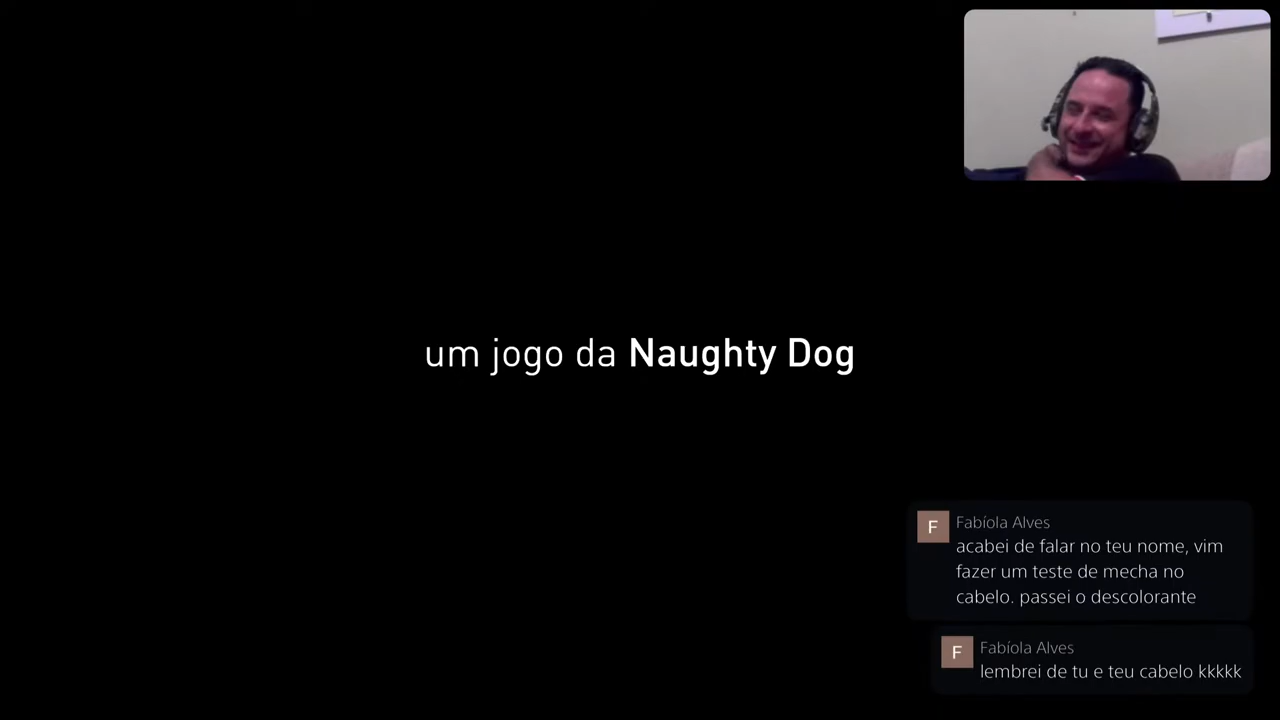 um jogo da Naughty Dog
F
Fabíola Alves
acabei de falar no teu nome, vim
fazer um teste de mecha no
cabelo. passei o descolorante
F
Fabíola Alves
lembrei de tu e teu cabelo kkkkk